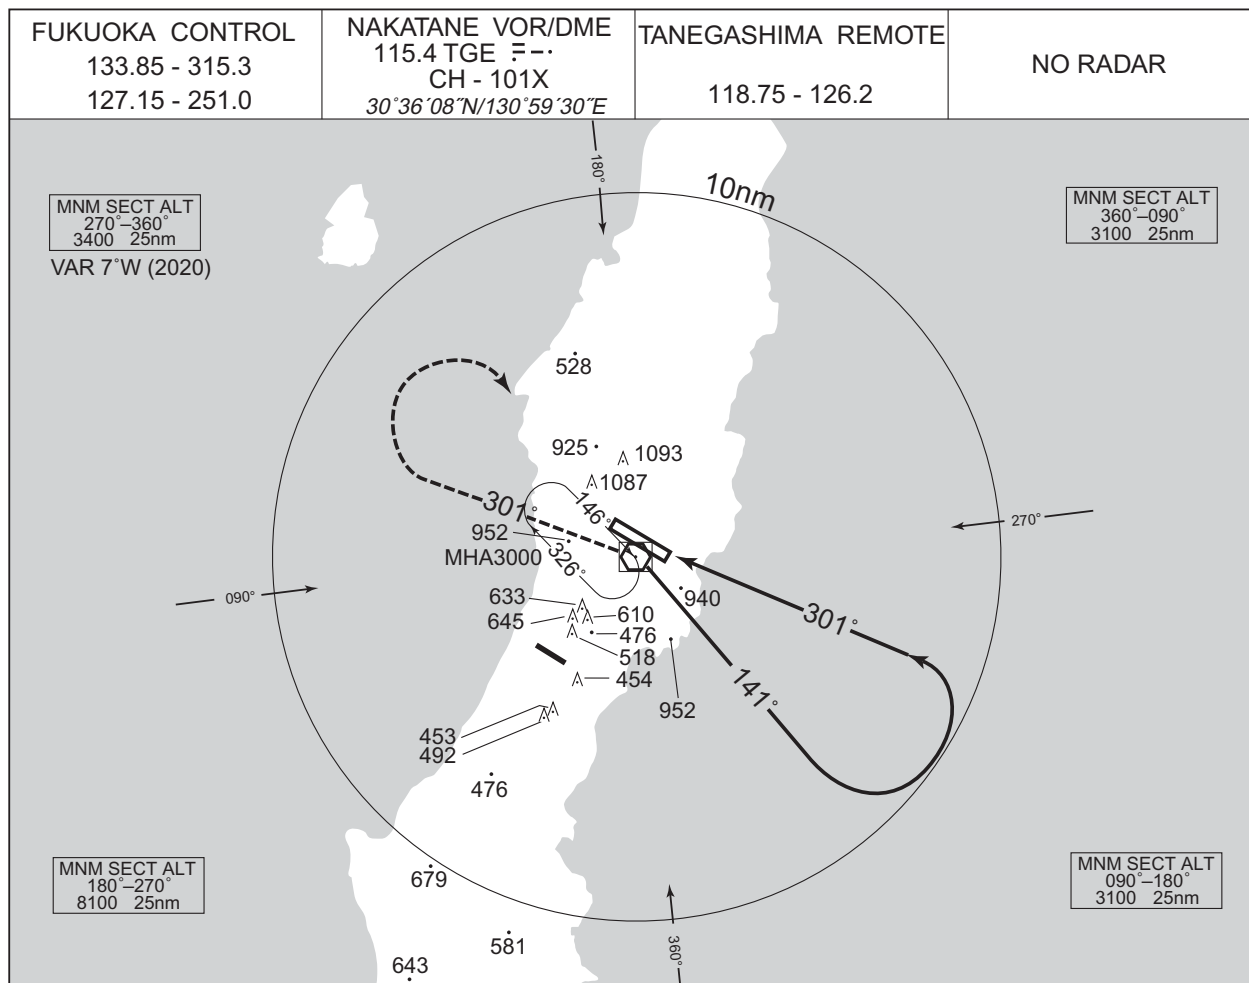 FUKUOKA CONTROL
133.85 - 315.3
127.15 - 251.0
NAKATANE VOR/DME
115.4 TGE
CH - 101X
30°36´08˝N/130°59´30˝E
TANEGASHIMA REMOTE
118.75 - 126.2
NO RADAR
180°
10nm
MNM SECT ALT
270°–360°
3400 25nm
VAR 7°W (2020)
MNM SECT ALT
360°–090°
3100 25nm
528
925
1093
1087
301°
146°
952
MHA3000
326°
270°
090°
633
645
610
476
518
454
940
301°
141°
952
453
492
476
MNM SECT ALT
180°–270°
8100 25nm
679
MNM SECT ALT
090°–180°
3100 25nm
581
643
360°